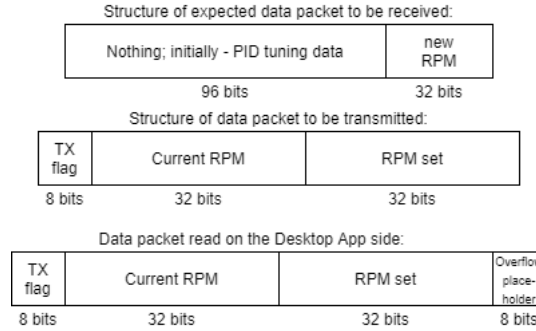 Structure of expected data packet to be received:
Nothing; initially - PID tuning data
new
RPM
96 bits
32 bits
Structure of data packet to be transmitted:
TX
flag
Current RPM
RPM set
8 bits
32 bits
32 bits
Data packet read on the Desktop App side:
TX
flag
Current RPM
RPM set
Overflow
place-
holder
8 bits
32 bits
32 bits
8 bits